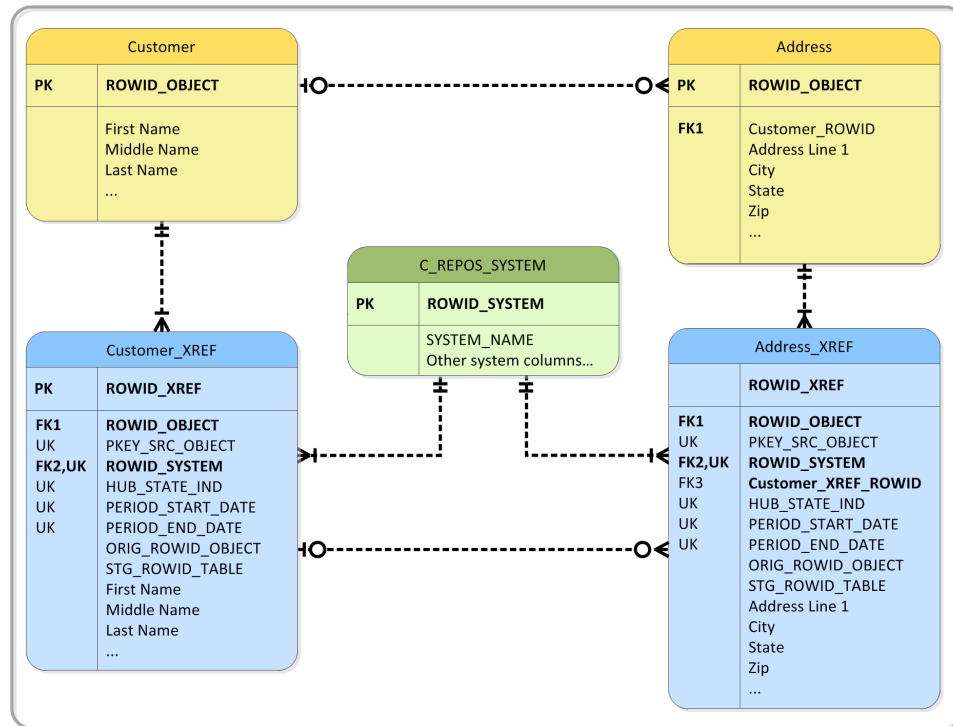 Customer
PK ROWID_OBJECT
First Name
Middle Name
Last Name
...
Address
PK ROWID_OBJECT
FK1 Customer_ROWID
Address Line 1
City
State
Zip
...
C_REPOS_SYSTEM
PK ROWID_SYSTEM
SYSTEM_NAME
Other system columns...
Customer_XREF
PK ROWID_XREF
FK1 ROWID_OBJECT
UK PKEY_SRC_OBJECT
FK2,UK ROWID_SYSTEM
UK HUB_STATE_IND
UK PERIOD_START_DATE
UK PERIOD_END_DATE
ORIG_ROWID_OBJECT
STG_ROWID_TABLE
First Name
Middle Name
Last Name
...
Address_XREF
ROWID_XREF
FK1 ROWID_OBJECT
UK PKEY_SRC_OBJECT
FK2,UK ROWID_SYSTEM
FK3 Customer_XREF_ROWID
UK HUB_STATE_IND
UK PERIOD_START_DATE
UK PERIOD_END_DATE
ORIG_ROWID_OBJECT
STG_ROWID_TABLE
Address Line 1
City
State
Zip
...